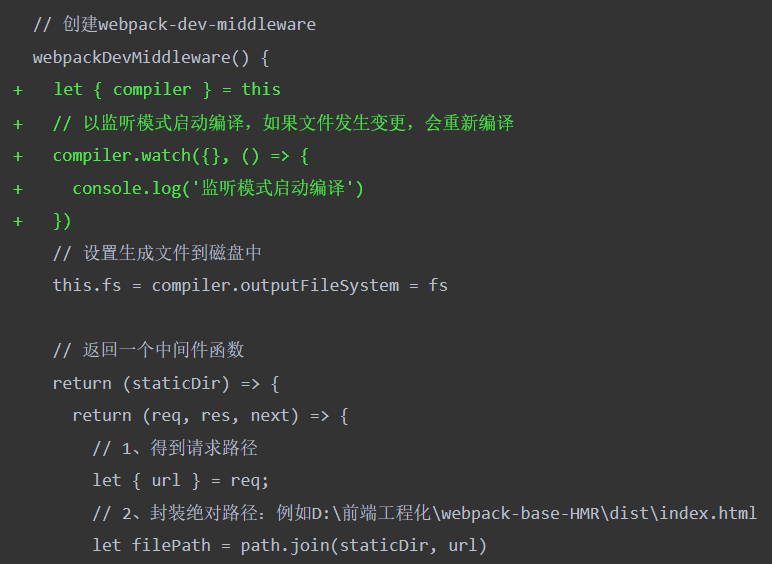 // 创建webpack-dev-middleware
webpackDevMiddleware() {
+   let { compiler } = this
+   // 以监听模式启动编译，如果文件发生变更，会重新编译
+   compiler.watch({}, () => {
+     console.log('监听模式启动编译')
+   })
// 设置生成文件到磁盘中
this.fs = compiler.outputFileSystem = fs
// 返回一个中间件函数
return (staticDir) => {
return (req, res, next) => {
// 1、得到请求路径
let { url } = req;
// 2、封装绝对路径：例如D:\前端工程化\webpack-base-HMR\dist\index.html
let filePath = path.join(staticDir, url)